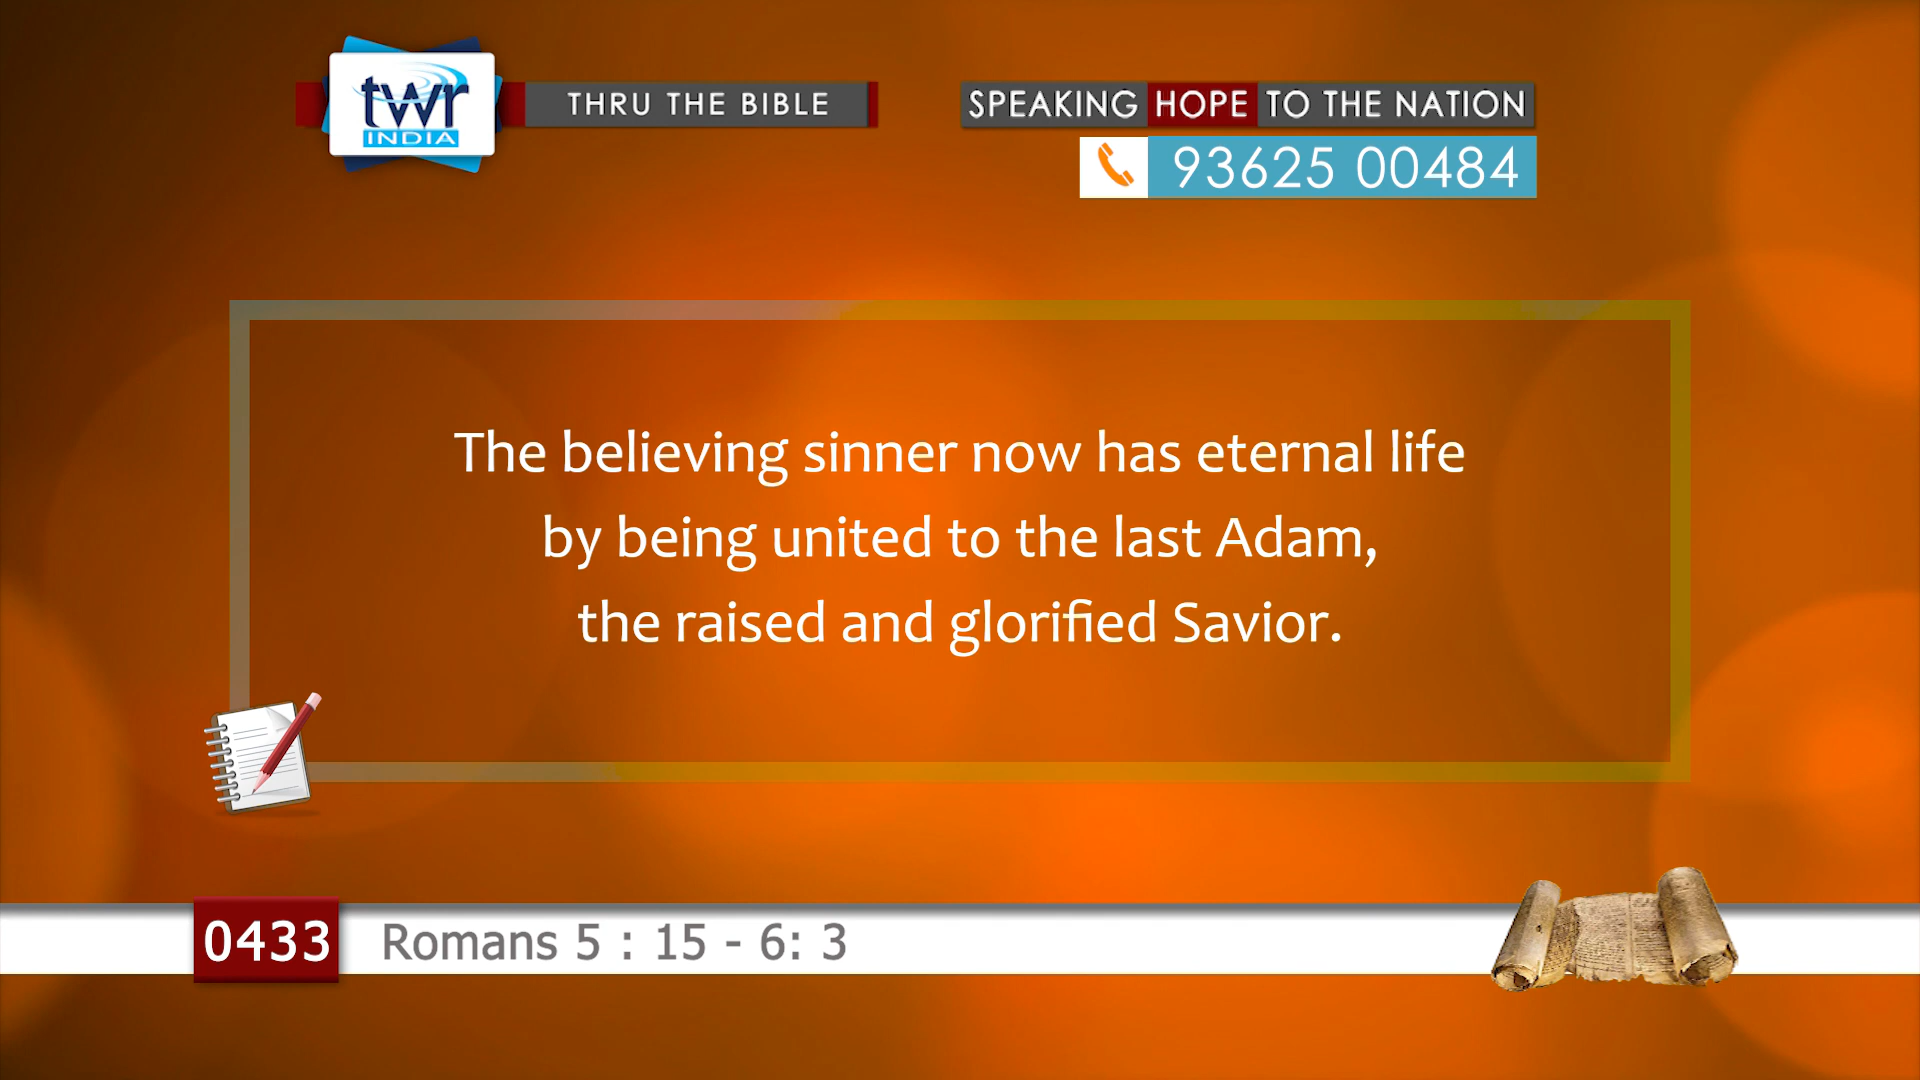 twr
INDIA
THRU THE BIBLE
SPEAKING HOPE TO THE NATION
93625 00484
The believing sinner now has eternal life
by being united to the last Adam,
the raised and glorified Savior.
0433
Romans 5 : 15 - 6: 3